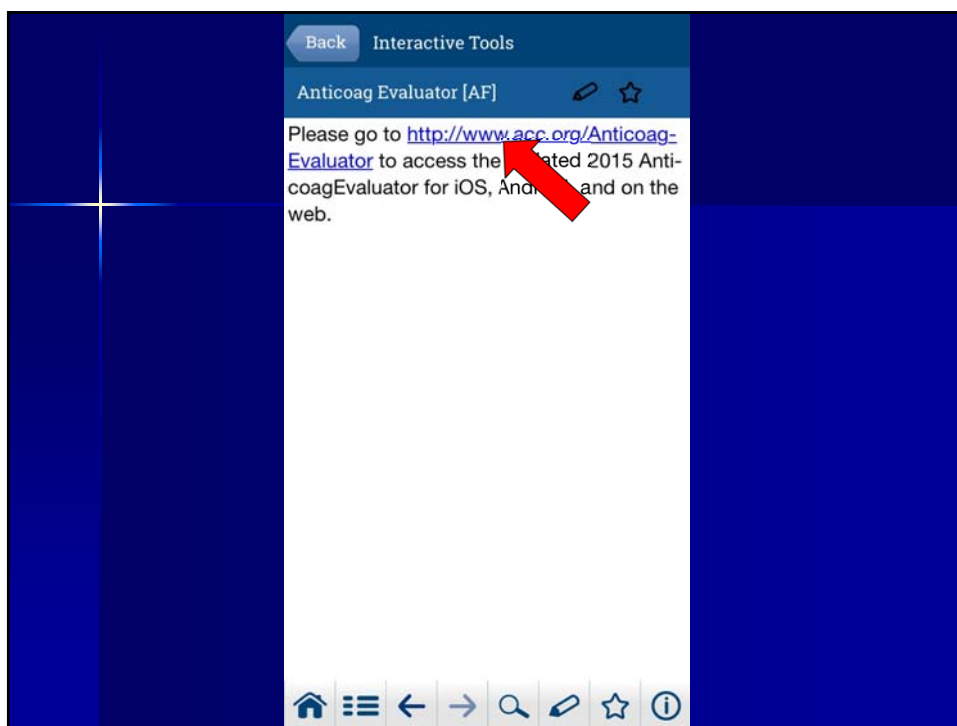 Back Interactive Tools
Anticoag Evaluator [AF]
Please go to http://www.acc.org/Anticoag-
Evaluator to access the 2015 Anti-
coagEvaluator for iOS, and on the
web.